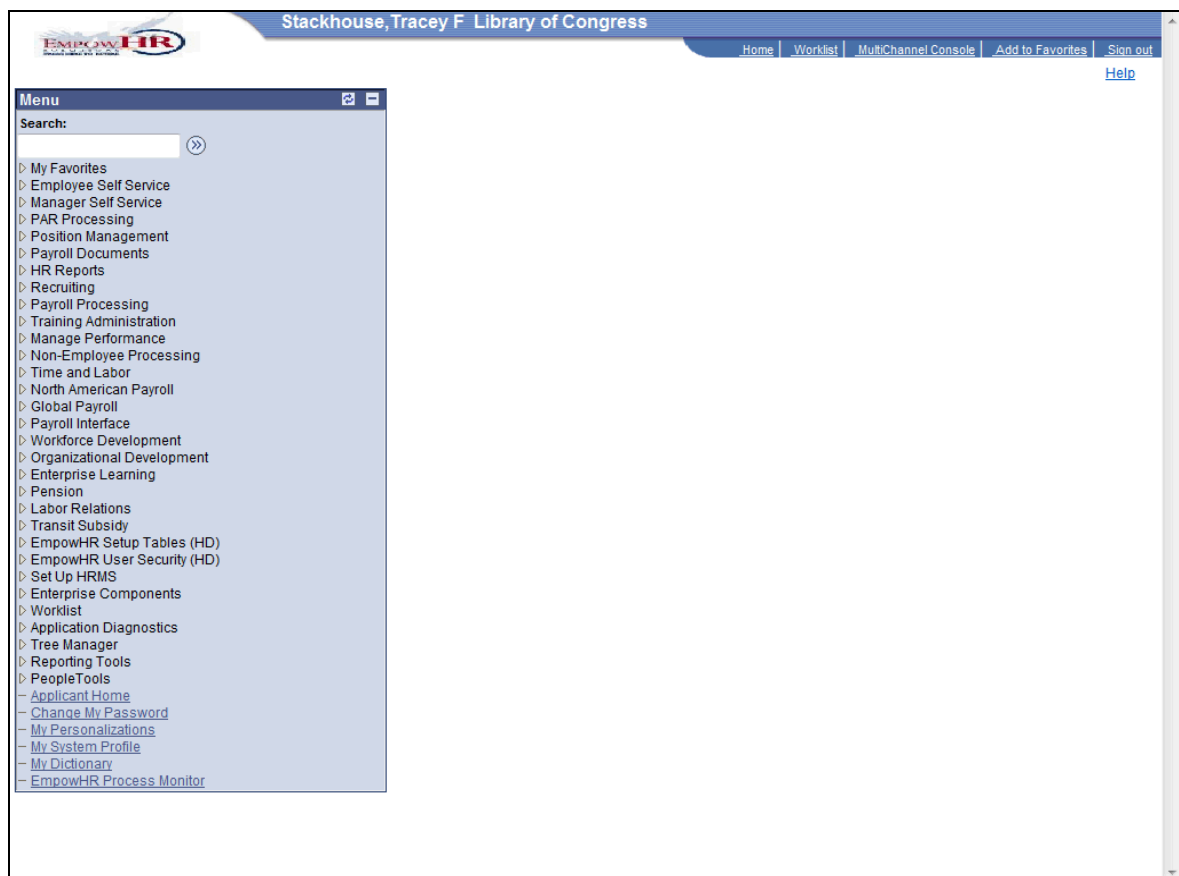 Stackhouse,Tracey F Library of Congress
EMPOWHR
Home Worklist MultiChannel Console Add to Favorites Sign out
Help
Menu
Search:
My Favorites
Employee Self Service
Manager Self Service
PAR Processing
Position Management
Payroll Documents
HR Reports
Recruiting
Payroll Processing
Training Administration
Manage Performance
Non-Employee Processing
Time and Labor
North American Payroll
Global Payroll
Payroll Interface
Workforce Development
Organizational Development
Enterprise Learning
Pension
Labor Relations
Transit Subsidy
EmpowHR Setup Tables (HD)
EmpowHR User Security (HD)
Set Up HRMS
Enterprise Components
Worklist
Application Diagnostics
Tree Manager
Reporting Tools
PeopleTools
Applicant Home
Change My Password
My Personalizations
My System Profile
My Dictionary
EmpowHR Process Monitor